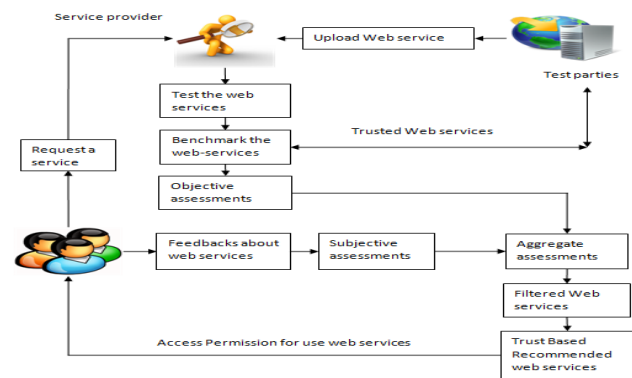 Service provider
Upload Web service
Test parties
Test the web
services
Trusted Web services
Benchmark the
web-services
Request a
service
Objective
assessments
Feedbacks about
web services
Subjective
assessments
Aggregate
assessments
Filtered Web
services
Access Permission for use web services
Trust Based
Recommended
web services